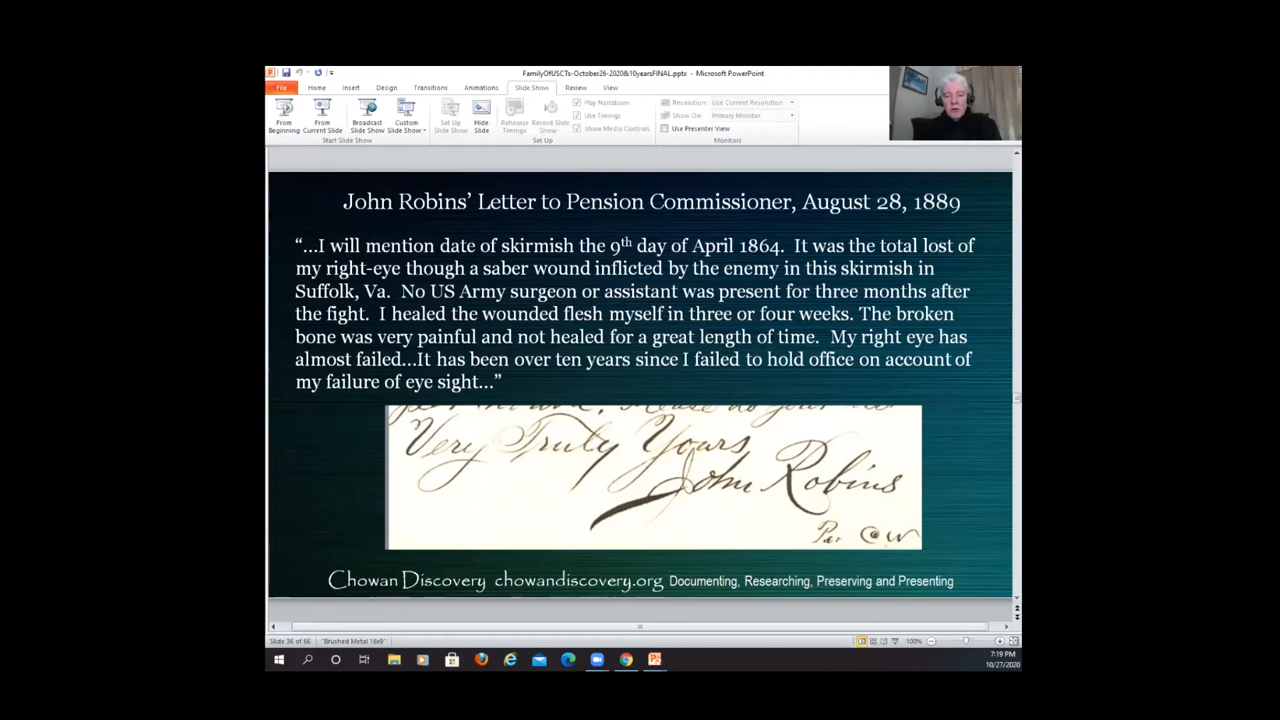 FamilyOfUSCTs-October26-2020&10yearsFINAL.pptx - Microsoft PowerPoint
File Home Insert Design Transitions Animations Slide Show Review View
From Beginning
From Current Slide
Broadcast Slide Show
Custom Slide Show
Set Up Slide Show
Hide Slide
Rehearse Timings
Record Slide Show
Play Narrations
Use Timings
Show Media Controls
Resolution: Use Current Resolution
Show On: Primary Monitor
Use Presenter View
Start Slide Show
Set Up
Monitors
John Robins’ Letter to Pension Commissioner, August 28, 1889
“…I will mention date of skirmish the 9th day of April 1864. It was the total lost of
my right-eye though a saber wound inflicted by the enemy in this skirmish in
Suffolk, Va. No US Army surgeon or assistant was present for three months after
the fight. I healed the wounded flesh myself in three or four weeks. The broken
bone was very painful and not healed for a great length of time. My right eye has
almost failed…It has been over ten years since I failed to hold office on account of
my failure of eye sight…”
Very Truly Yours
John Robins
Per C W
Chowan Discovery chowandiscovery.org Documenting, Researching, Preserving and Presenting
Slide 36 of 66 "Brushed Metal 16x9" 100%
7:19 PM
10/27/2020